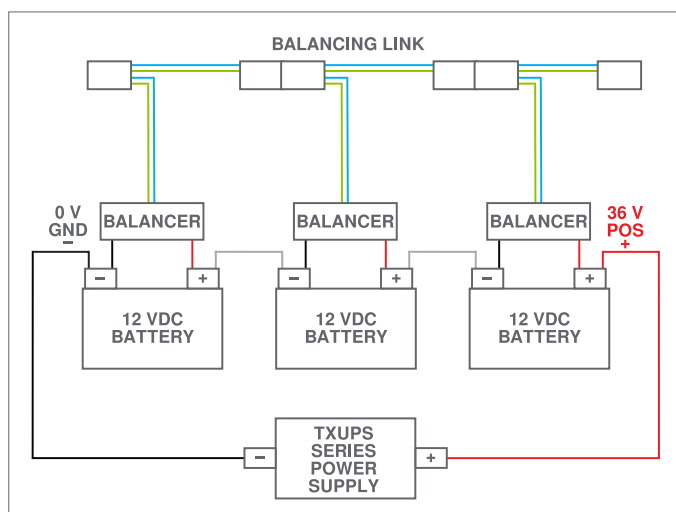 BALANCING LINK
BALANCER
BALANCER
BALANCER
0 V
GND
–
36 V
POS
+
–
+
–
+
–
+
12 VDC
BATTERY
12 VDC
BATTERY
12 VDC
BATTERY
–
TXUPS
SERIES
POWER
SUPPLY
+